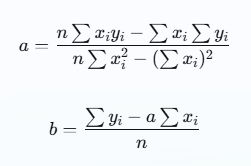 a = \frac{n \sum x_i y_i - \sum x_i \sum y_i}{n \sum x_i^2 - (\sum x_i)^2}
b = \frac{\sum y_i - a \sum x_i}{n}